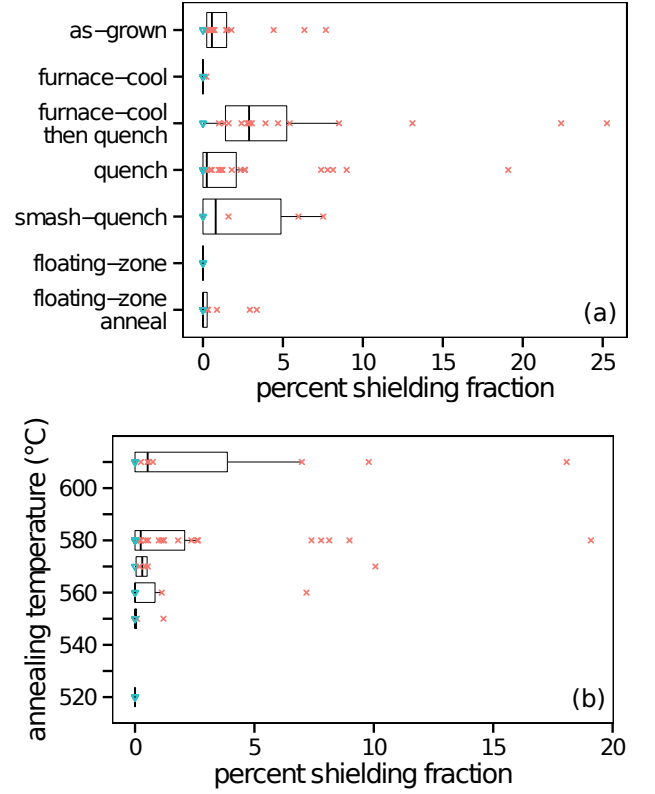 as−grown
furnace−cool
furnace−cool
then quench
quench
smash−quench
floating−zone
floating−zone
anneal
(a)
0 5 10 15 20 25
percent shielding fraction
annealing temperature (°C)
600
580
560
540
520
(b)
0 5 10 15 20
percent shielding fraction